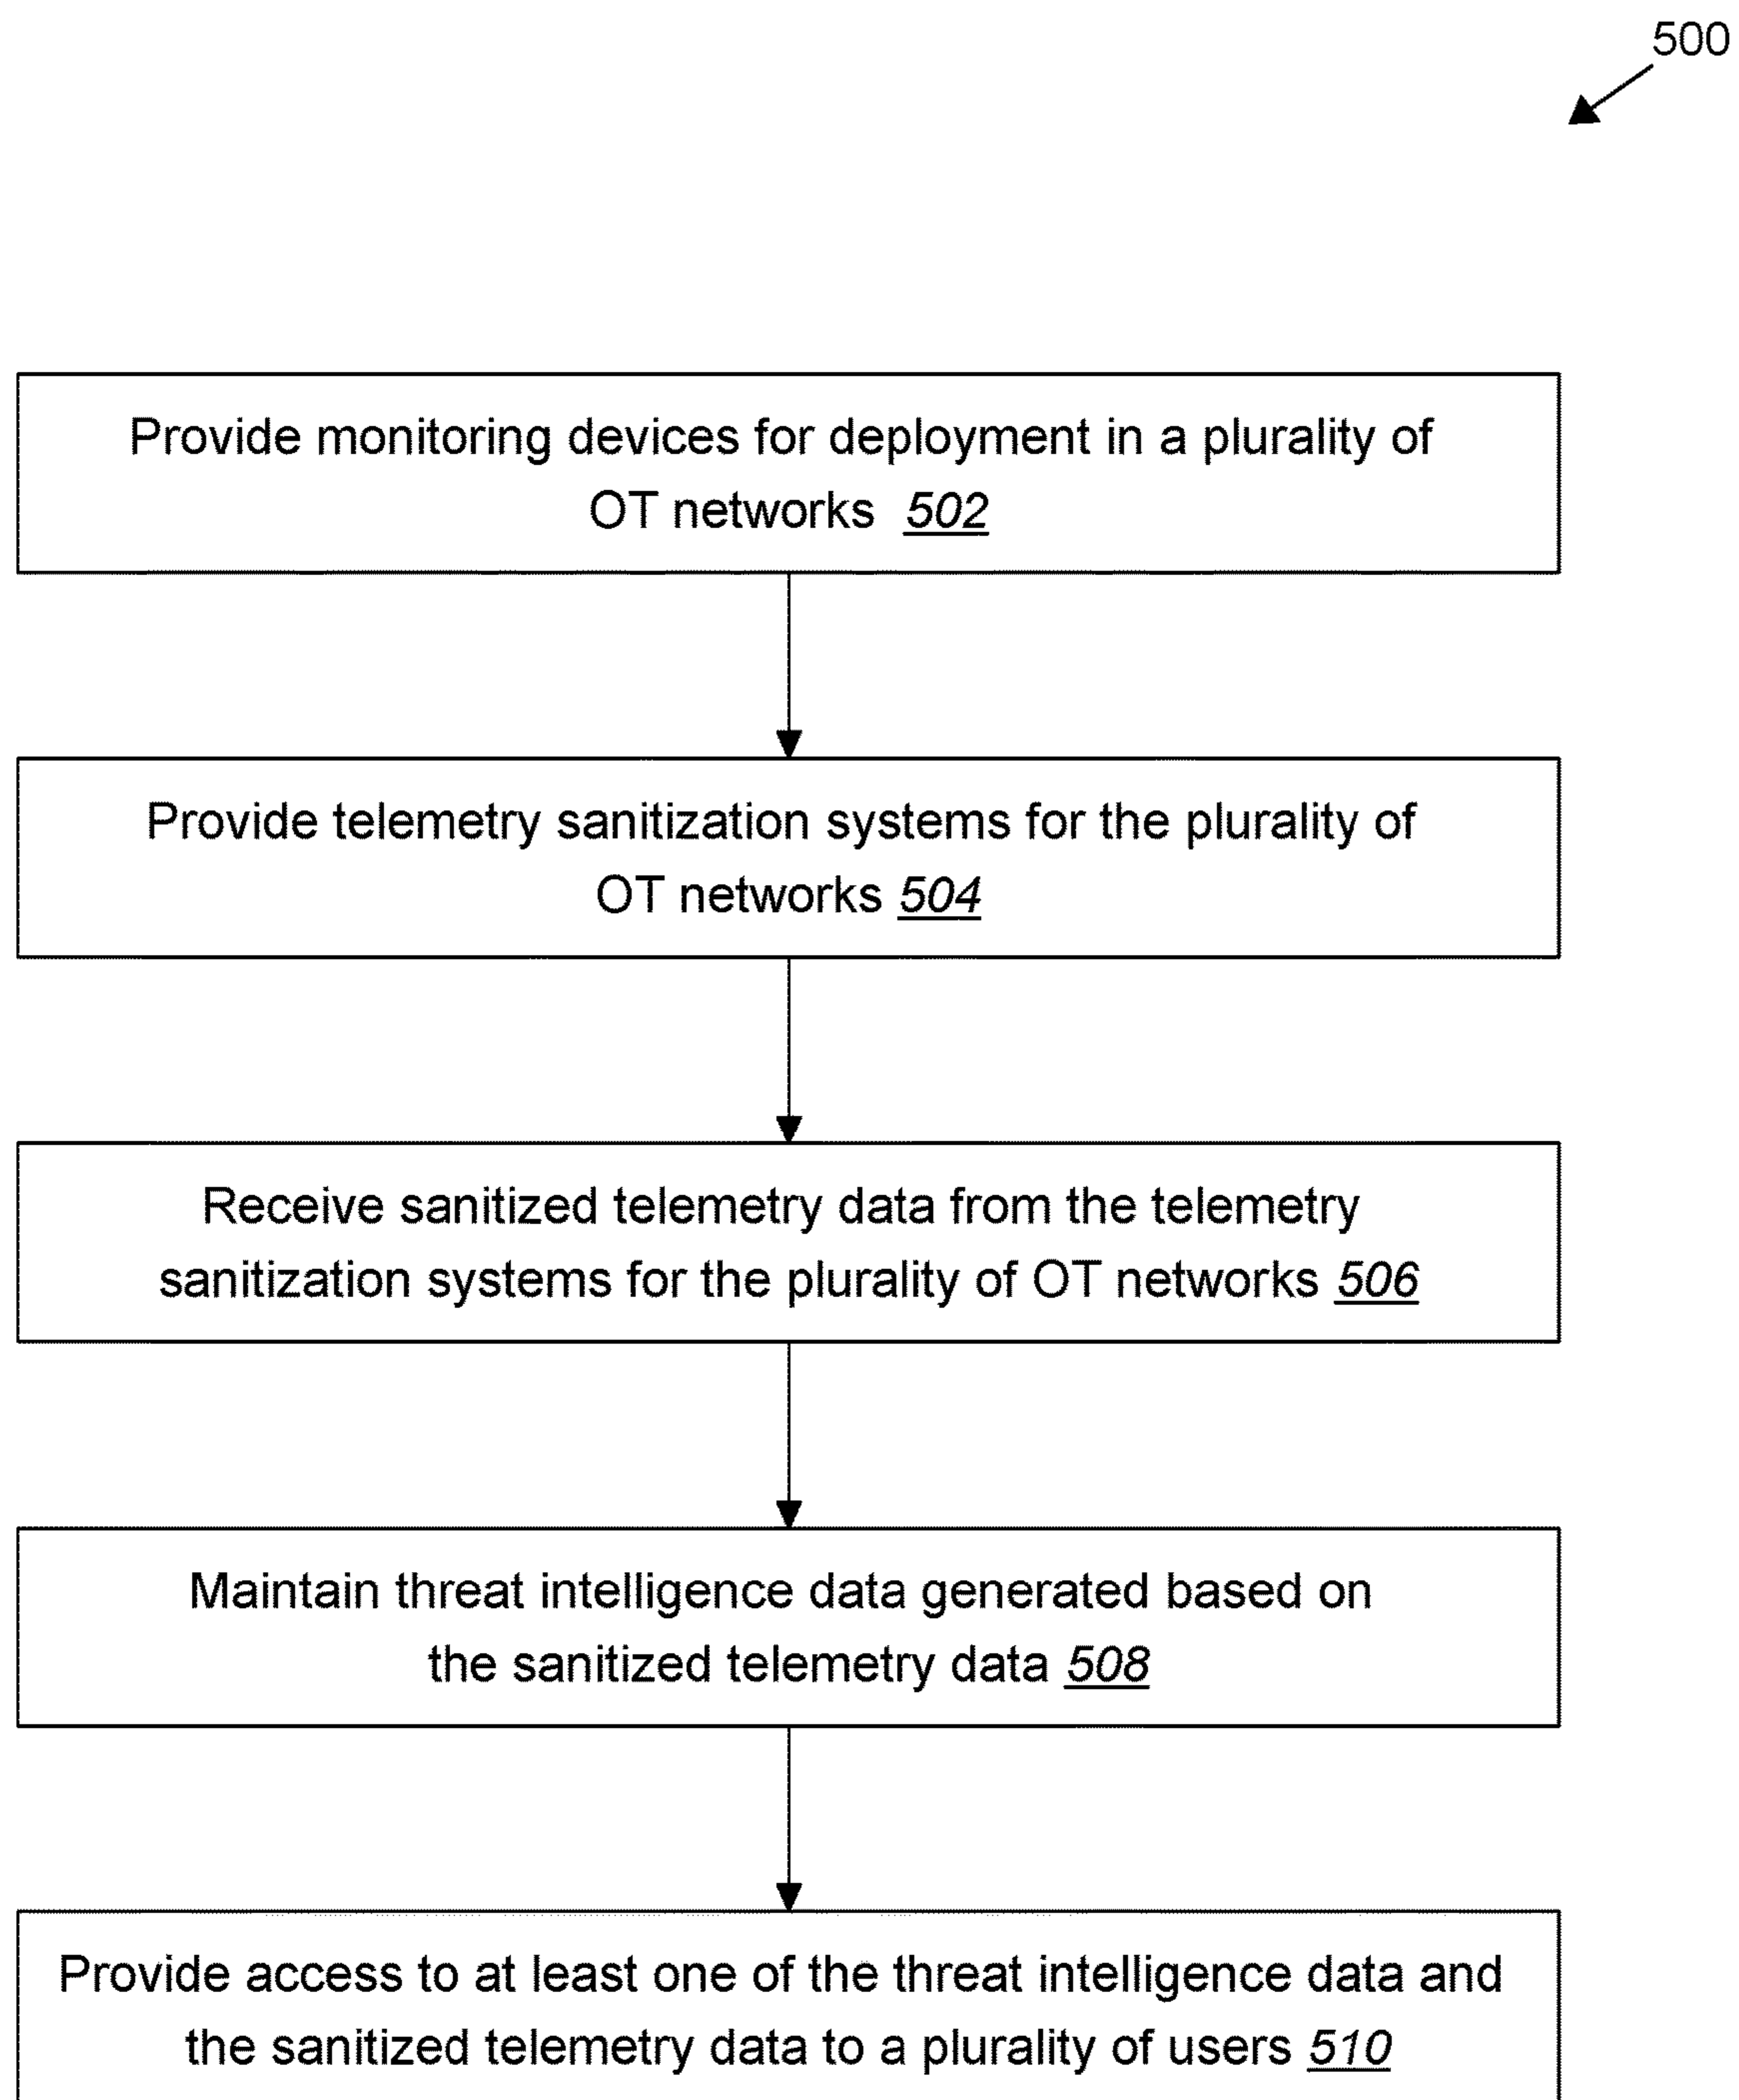 500
Provide monitoring devices for deployment in a plurality of
OT networks 502
Provide telemetry sanitization systems for the plurality of
OT networks 504
Receive sanitized telemetry data from the telemetry
sanitization systems for the plurality of OT networks 506
Maintain threat intelligence data generated based on
the sanitized telemetry data 508
Provide access to at least one of the threat intelligence data and
the sanitized telemetry data to a plurality of users 510